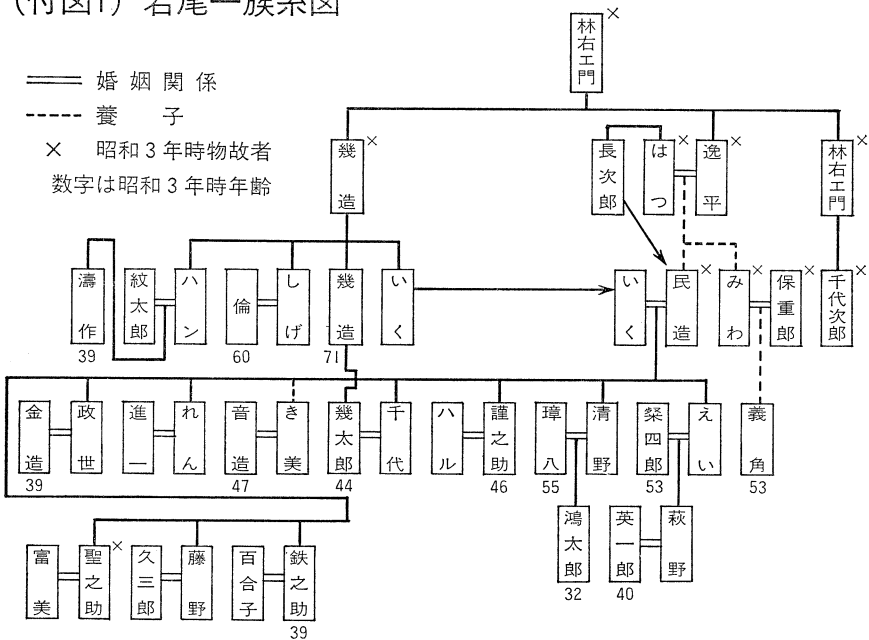 (付図1) 岩尾一族系図
婚姻関係
養子
× 昭和3年時物故者
数字は昭和3年時年齢
林右エ門 ×
幾造 ×
長次郎
はつ ×
逸平 ×
林右エ門 ×
濤作 39
紋太郎
ハン
倫 60
しげ
幾造 71
いく
いく
民造 ×
みわ ×
保重郎 ×
千代次郎 ×
金造 39
政世
進一
れん
音造 47
き美
幾太郎 44
千代
ハル
謹之助 46
璋八 55
清野
粲四郎 53
えい
義角 53
鴻太郎 32
英一郎 40
萩野
富美
聖之助 ×
久三郎
藤野
百合子
鉄之助 39